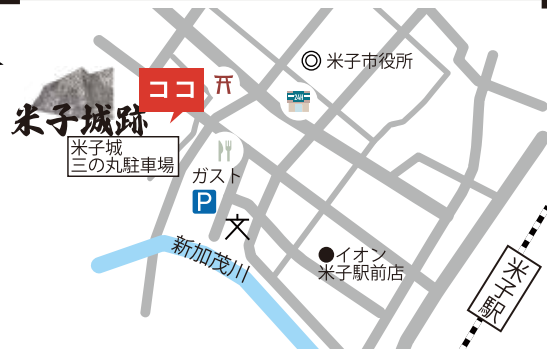 米子市役所
ココ
24H
米子城跡
米子城
三の丸駐車場
ガスト
P
新加茂川
●イオン
米子駅前店
米子駅